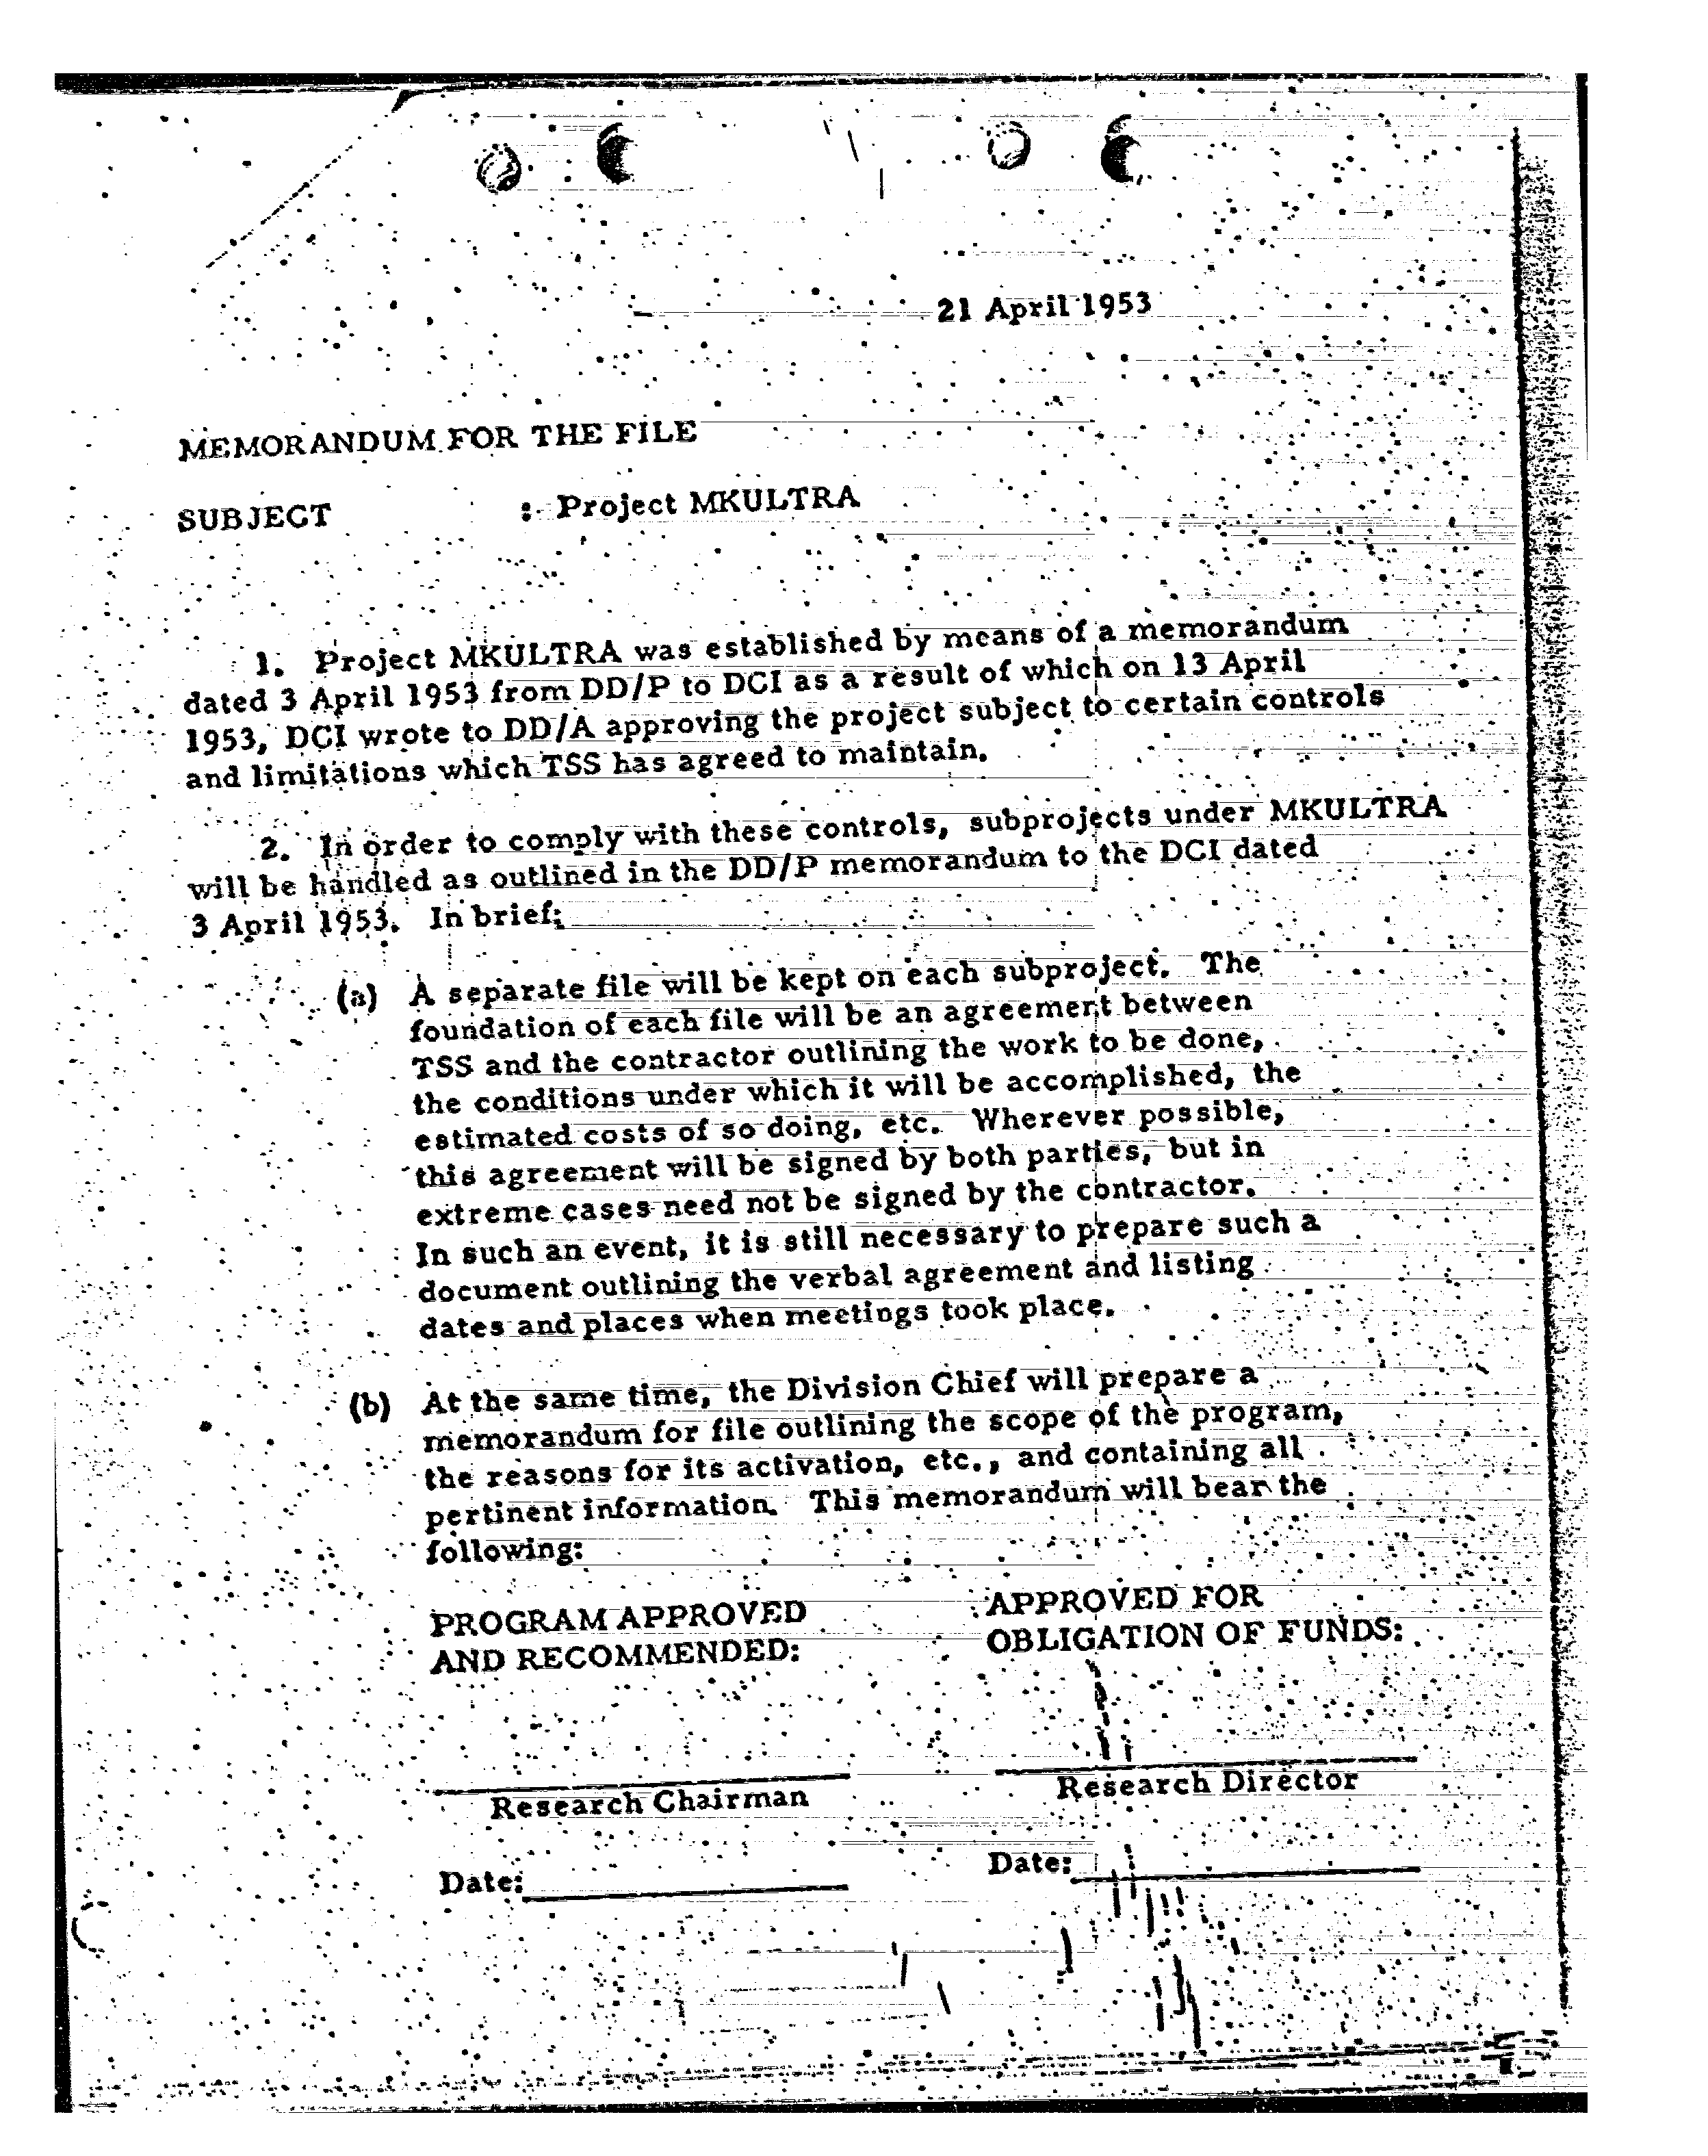 21 April 1953
MEMORANDUM FOR THE FILE
SUBJECT : Project MKULTRA
1. Project MKULTRA was established by means of a memorandum
dated 3 April 1953 from DD/P to DCI as a result of which on 13 April
1953, DCI wrote to DD/A approving the project subject to certain controls
and limitations which TSS has agreed to maintain.
2. In order to comply with these controls, subprojects under MKULTRA
will be handled as outlined in the DD/P memorandum to the DCI dated
3 April 1953. In brief:
(a) A separate file will be kept on each subproject. The
foundation of each file will be an agreement between
TSS and the contractor outlining the work to be done,
the conditions under which it will be accomplished, the
estimated costs of so doing, etc. Wherever possible,
this agreement will be signed by both parties, but in
extreme cases need not be signed by the contractor.
In such an event, it is still necessary to prepare such a
document outlining the verbal agreement and listing
dates and places when meetings took place.
(b) At the same time, the Division Chief will prepare a
memorandum for file outlining the scope of the program,
the reasons for its activation, etc., and containing all
pertinent information. This memorandum will bear the
following:
PROGRAM APPROVED
AND RECOMMENDED:
APPROVED FOR
OBLIGATION OF FUNDS:
Research Chairman
Research Director
Date:
Date: